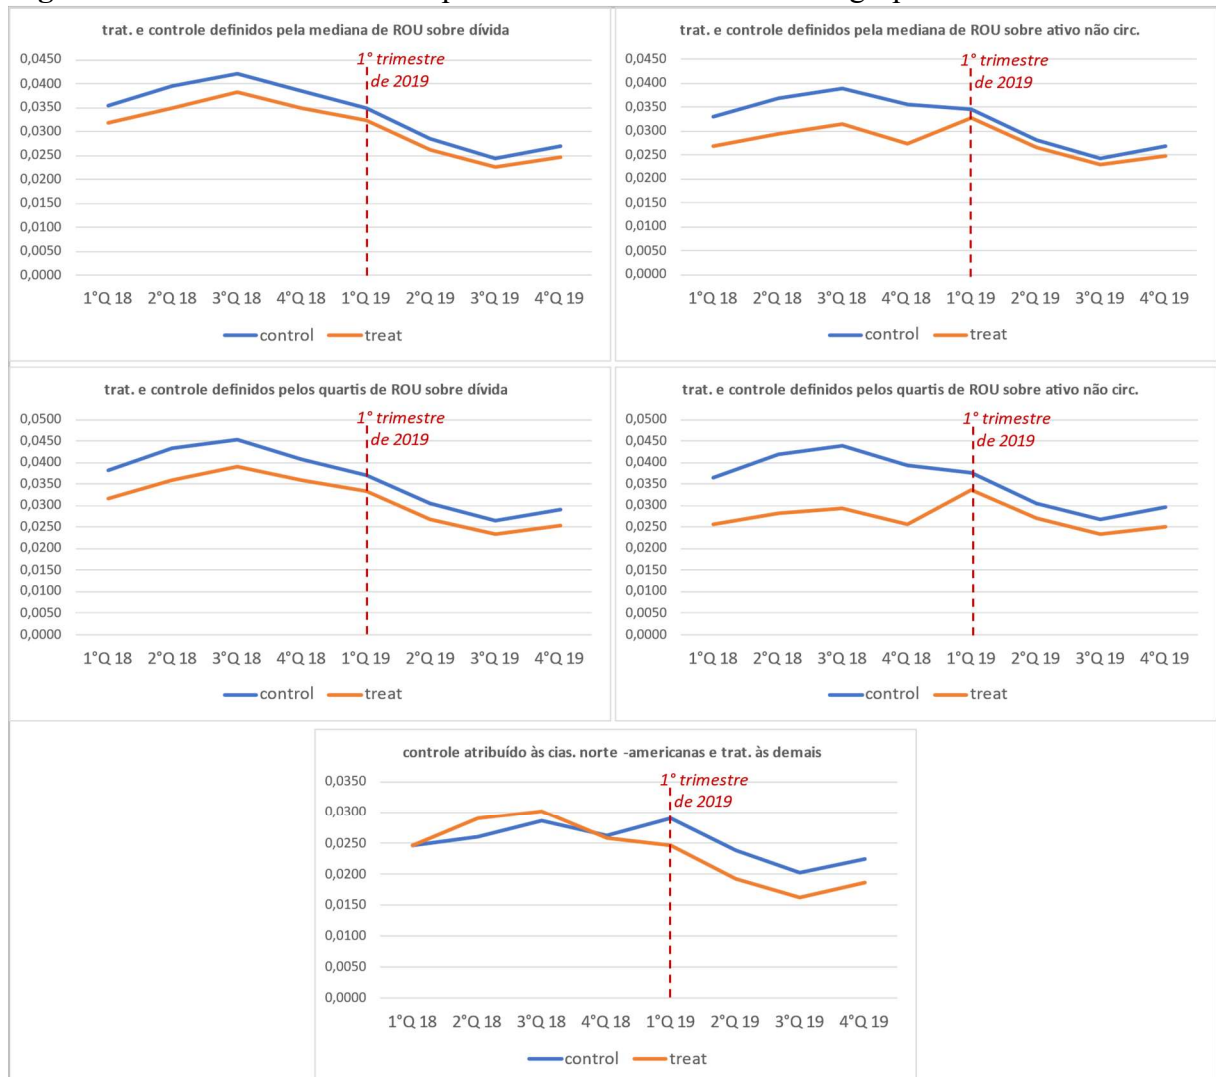 trat. e controle definidos pela mediana de ROU sobre dívida
0,0450
0,0400
0,0350
0,0300
0,0250
0,0200
0,0150
0,0100
0,0050
0,0000
1° trimestre
de 2019
1°Q 18 2°Q 18 3°Q 18 4°Q 18 1°Q 19 2°Q 19 3°Q 19 4°Q 19
control treat
trat. e controle definidos pela mediana de ROU sobre ativo não circ.
0,0450
0,0400
0,0350
0,0300
0,0250
0,0200
0,0150
0,0100
0,0050
0,0000
1° trimestre
de 2019
1°Q 18 2°Q 18 3°Q 18 4°Q 18 1°Q 19 2°Q 19 3°Q 19 4°Q 19
control treat
trat. e controle definidos pelos quartis de ROU sobre dívida
0,0500
0,0450
0,0400
0,0350
0,0300
0,0250
0,0200
0,0150
0,0100
0,0050
0,0000
1° trimestre
de 2019
1°Q 18 2°Q 18 3°Q 18 4°Q 18 1°Q 19 2°Q 19 3°Q 19 4°Q 19
control treat
trat. e controle definidos pelos quartis de ROU sobre ativo não circ.
0,0500
0,0450
0,0400
0,0350
0,0300
0,0250
0,0200
0,0150
0,0100
0,0050
0,0000
1° trimestre
de 2019
1°Q 18 2°Q 18 3°Q 18 4°Q 18 1°Q 19 2°Q 19 3°Q 19 4°Q 19
control treat
controle atribuído às cias. norte -americanas e trat. às demais
0,0350
0,0300
0,0250
0,0200
0,0150
0,0100
0,0050
0,0000
1° trimestre
de 2019
1°Q 18 2°Q 18 3°Q 18 4°Q 18 1°Q 19 2°Q 19 3°Q 19 4°Q 19
control treat